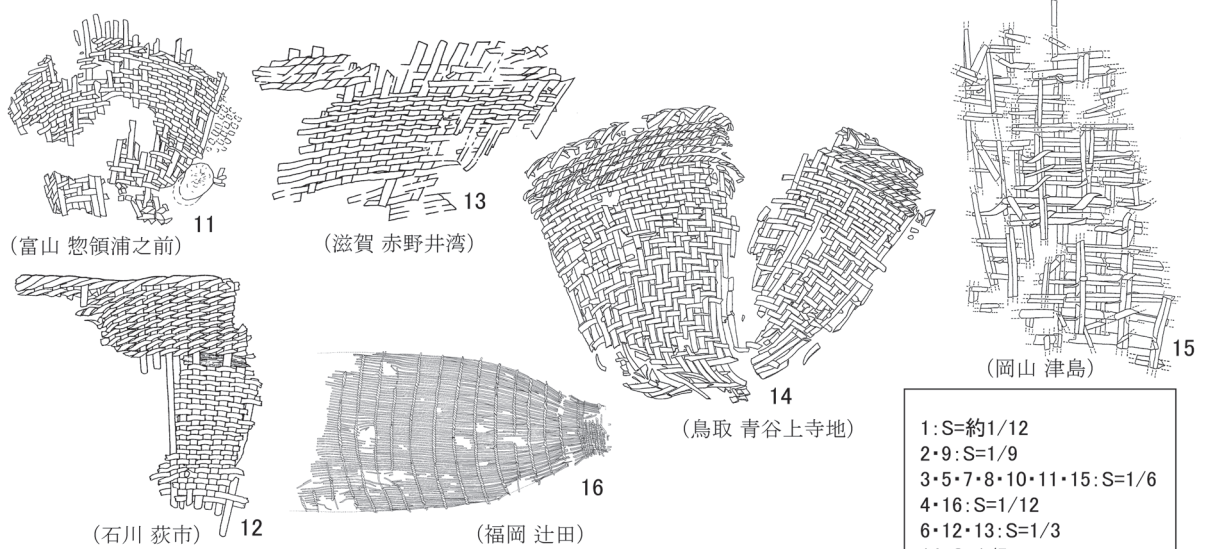 11
(富山 惣領浦之前)
13
(滋賀 赤野井湾)
12
(石川 荻市)
16
(福岡 辻田)
14
(鳥取 青谷上寺地)
15
(岡山 津島)
1:S=約1/12
2・9:S=1/9
3・5・7・8・10・11・15:S=1/6
4・16:S=1/12
6・12・13:S=1/3